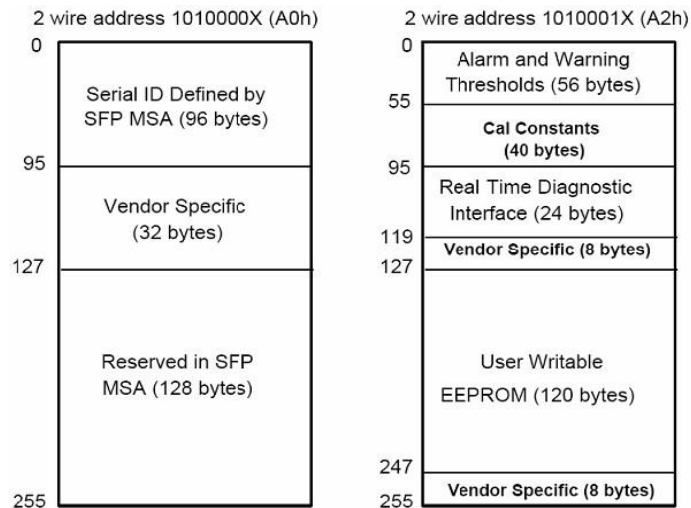 2 wire address 1010000X (A0h)
0
Serial ID Defined by
SFP MSA (96 bytes)
95
Vendor Specific
(32 bytes)
127
Reserved in SFP
MSA (128 bytes)
255
2 wire address 1010001X (A2h)
0
Alarm and Warning
Thresholds (56 bytes)
55
Cal Constants
(40 bytes)
95
Real Time Diagnostic
Interface (24 bytes)
119
Vendor Specific (8 bytes)
127
User Writable
EEPROM (120 bytes)
247
Vendor Specific (8 bytes)
255